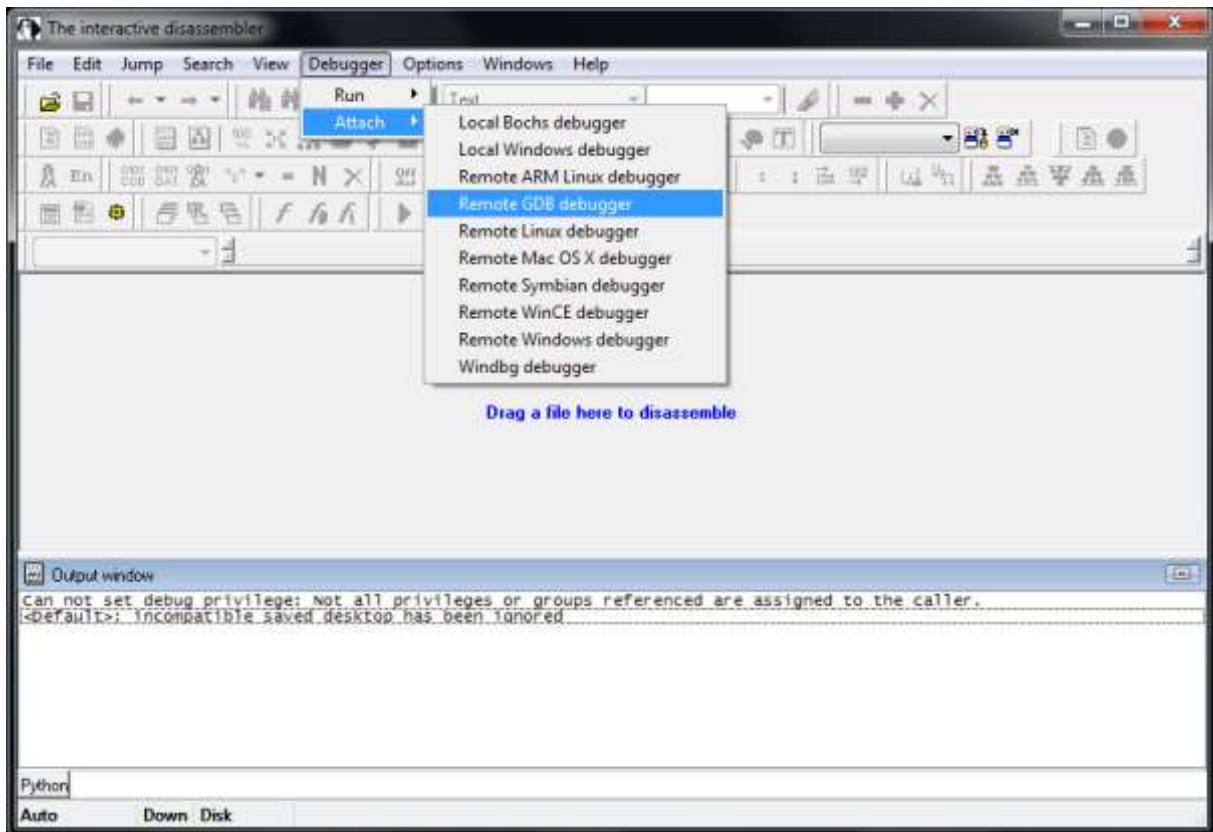 The interactive disassembler
File Edit Jump Search View Debugger Options Windows Help
Run
Text
Attach
Local Bochs debugger
Local Windows debugger
En
Remote ARM Linux debugger
Remote GDB debugger
Remote Linux debugger
Remote Mac OS X debugger
Remote Symbian debugger
Remote WinCE debugger
Remote Windows debugger
Windbg debugger
Drag a file here to disassemble
Output window
Can not set debug privilege: Not all privileges or groups referenced are assigned to the caller.
<Default>: incompatible saved desktop has been ignored
Python
Auto Down Disk